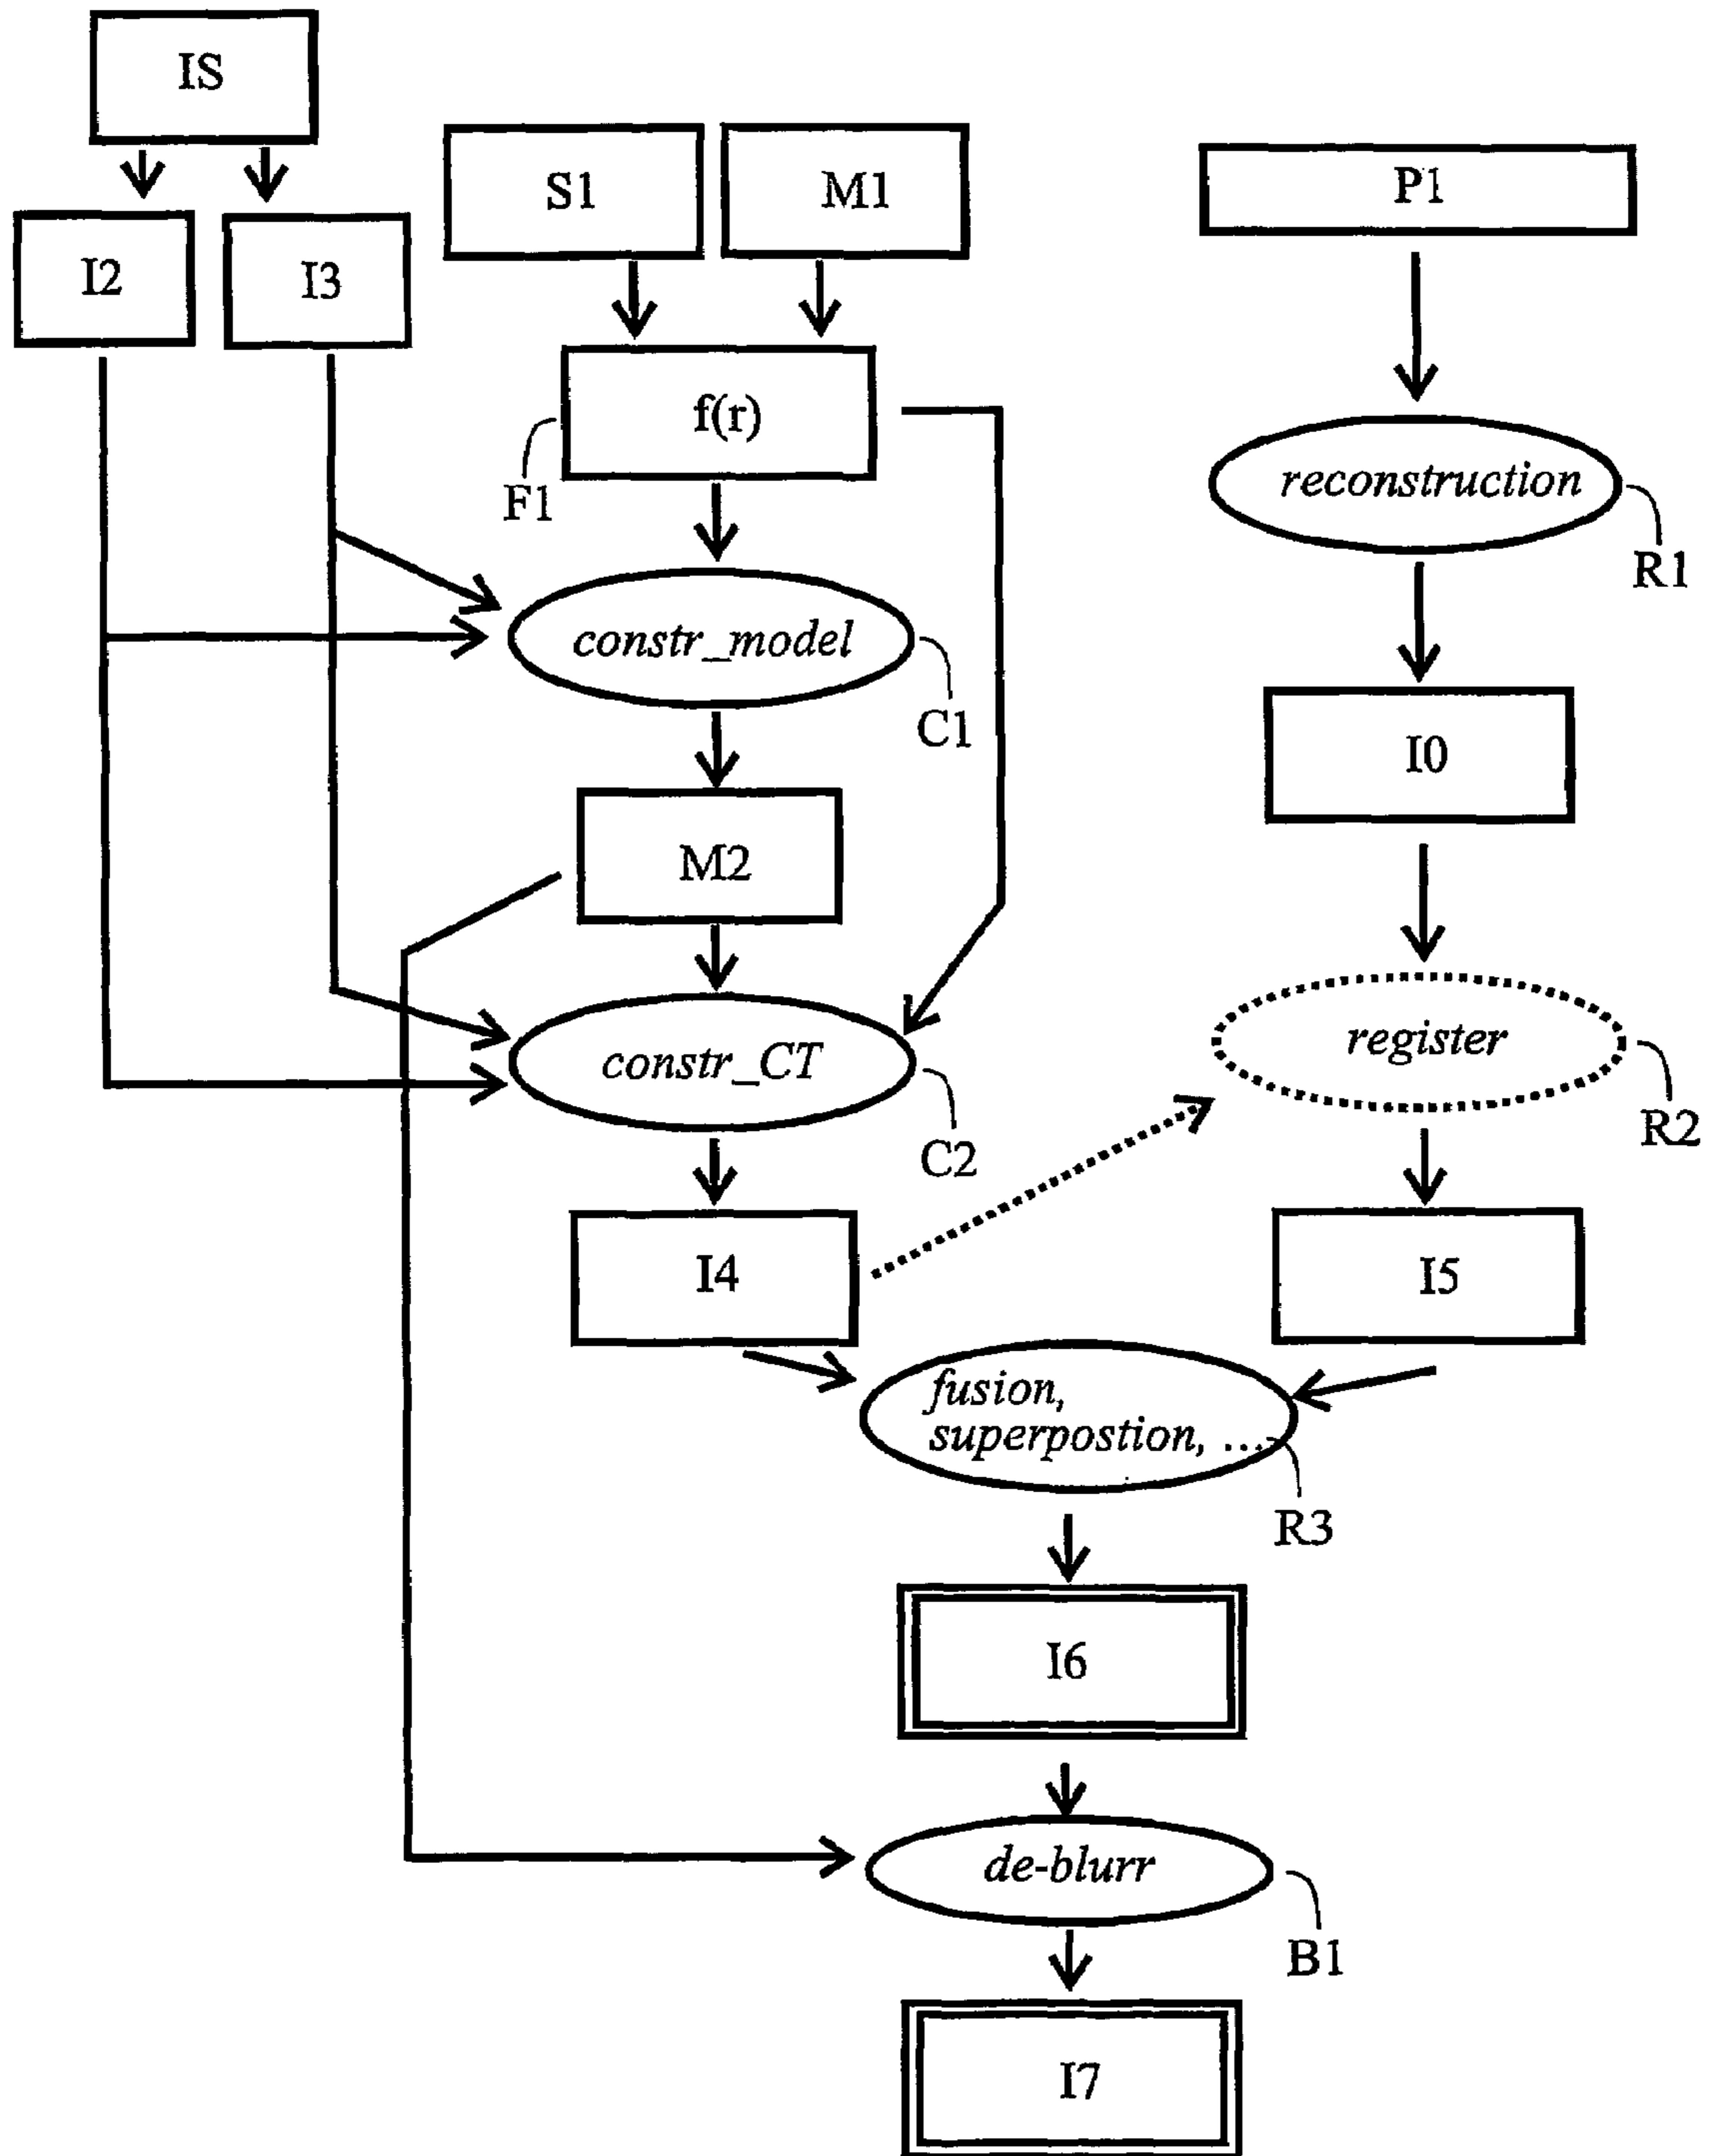 IS
S1
M1
P1
I2
I3
f(r)
F1
reconstruction
R1
constr_model
C1
I0
M2
register
R2
constr_CT
C2
I4
I5
fusion,
superpostion, ...
R3
I6
de-blurr
B1
I7